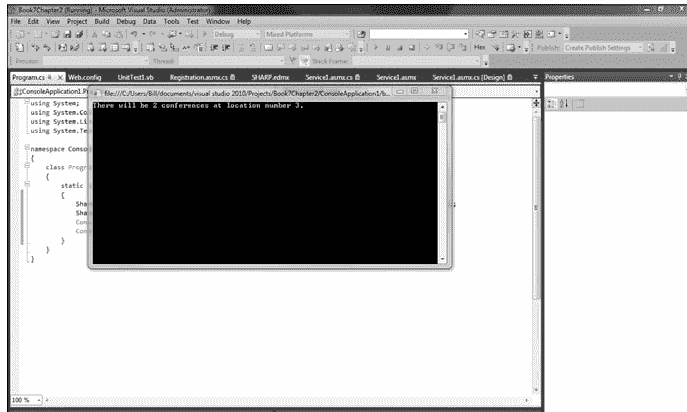 Book7Chapter2 (Running) - Microsoft Visual Studio (Administrator)
File Edit View Project Build Debug Data Tools Test Window Help
Debug Mixed Platforms
Hex Publish: Create Publish Settings
Process: Thread: Stack Frame:
Program.cs Web.config UnitTest1.vb Registration.asmx.cs SHARP.edmx Service1.asmx.cs Service1.asmx Service1.asmx.cs [Design] Properties
ConsoleApplication1.P
file:///C:/Users/Bill/documents/visual studio 2010/Projects/Book7Chapter2/ConsoleApplication1/b...
There will be 2 conferences at location number 3.
using System;
using System.Co
using System.Li
using System.Te
namespace Conso
{
class Progra
{
static
{
Sha
Sha
Con
Con
}
}
}
100 %